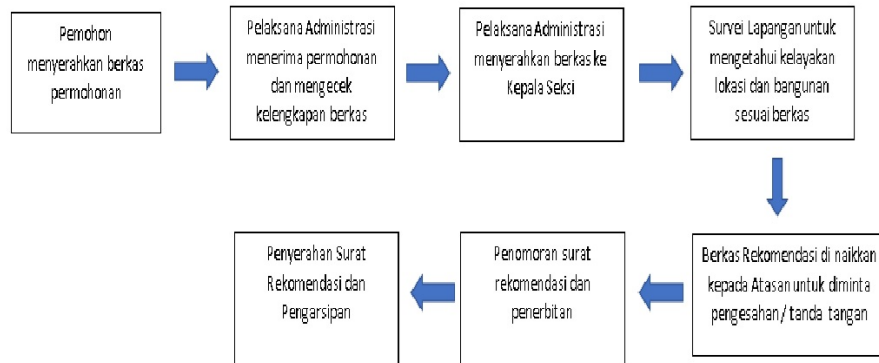 Pemohon
menyerahkan berkas
permohonan
Pelaksana Administrasi
menerima permohonan
dan mengecek
kelengkapan berkas
Pelaksana Administrasi
menyerahkan berkas ke
Kepala Seksi
Survei Lapangan untuk
mengetahui kelayakan
lokasi dan bangunan
sesuai berkas
Berkas Rekomendasi di naikkan
kepada Atasan untuk diminta
pengesahan / tanda tangan
Penomoran surat
rekomendasi dan
penerbitan
Penyerahan Surat
Rekomendasi dan
Pengarsipan